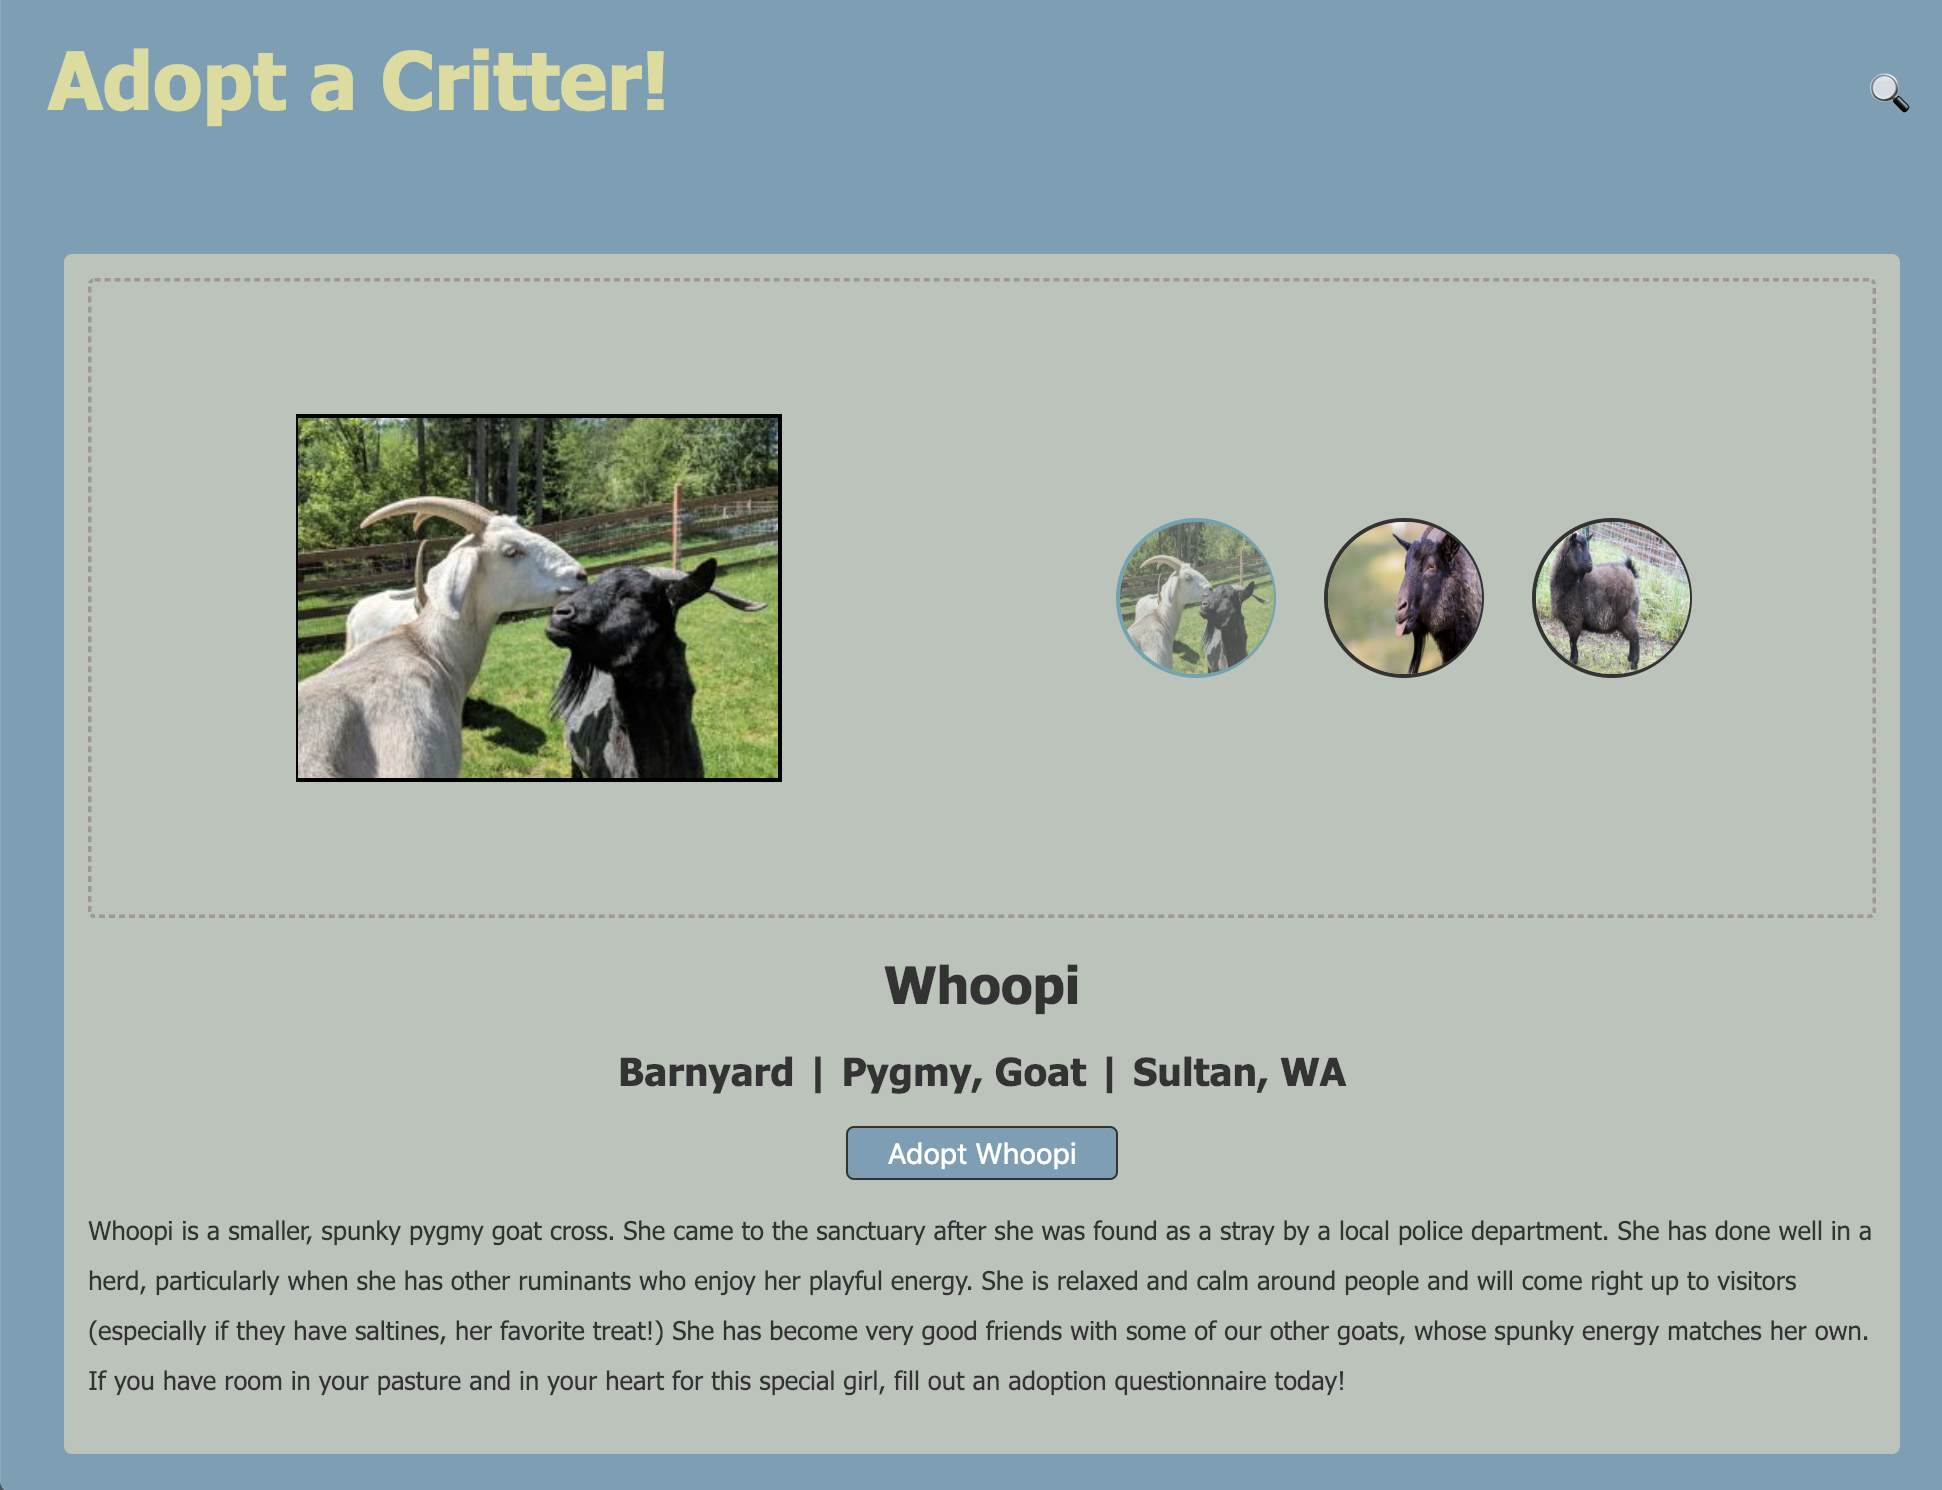 Adopt a Critter!
Whoopi
Barnyard | Pygmy, Goat | Sultan, WA
Adopt Whoopi
Whoopi is a smaller, spunky pygmy goat cross. She came to the sanctuary after she was found as a stray by a local police department. She has done well in a
herd, particularly when she has other ruminants who enjoy her playful energy. She is relaxed and calm around people and will come right up to visitors
(especially if they have saltines, her favorite treat!) She has become very good friends with some of our other goats, whose spunky energy matches her own.
If you have room in your pasture and in your heart for this special girl, fill out an adoption questionnaire today!